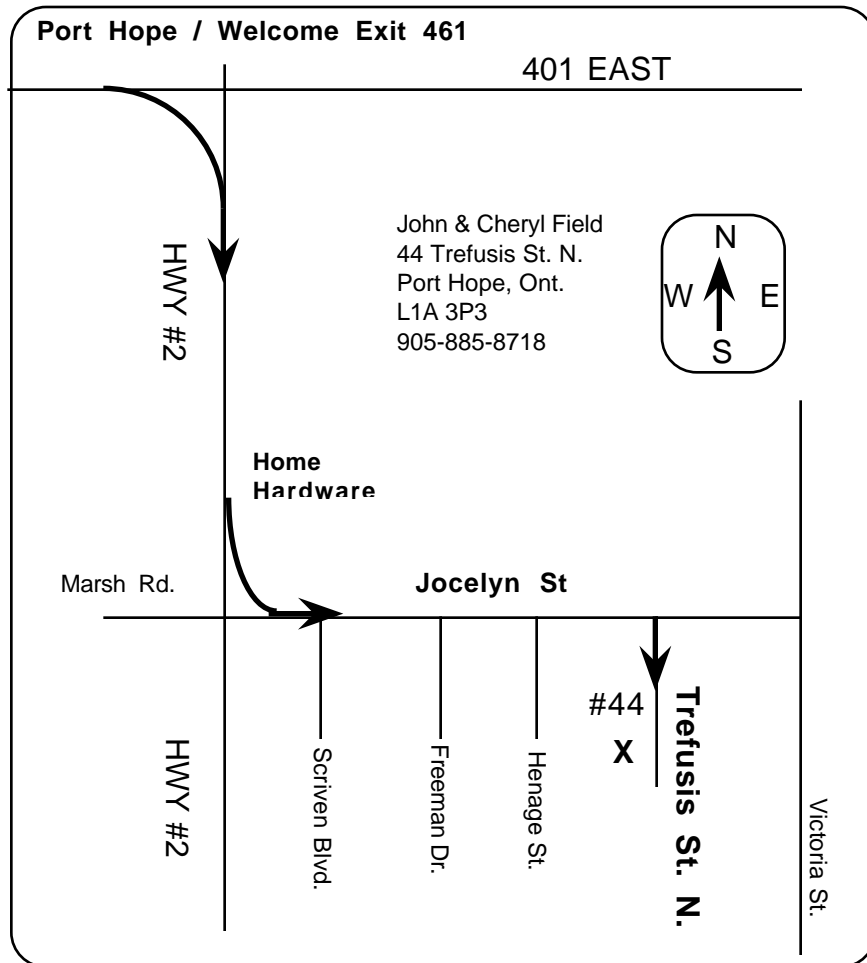 Port Hope / Welcome Exit 461
401 EAST
John & Cheryl Field
44 Trefusis St. N.
Port Hope, Ont.
L1A 3P3
905-885-8718
N
W E
S
HWY #2
Home
Hardware
Marsh Rd.
Jocelyn St
#44
X
HWY #2
Scriven Blvd.
Freeman Dr.
Henage St.
Trefusis St. N.
Victoria St.